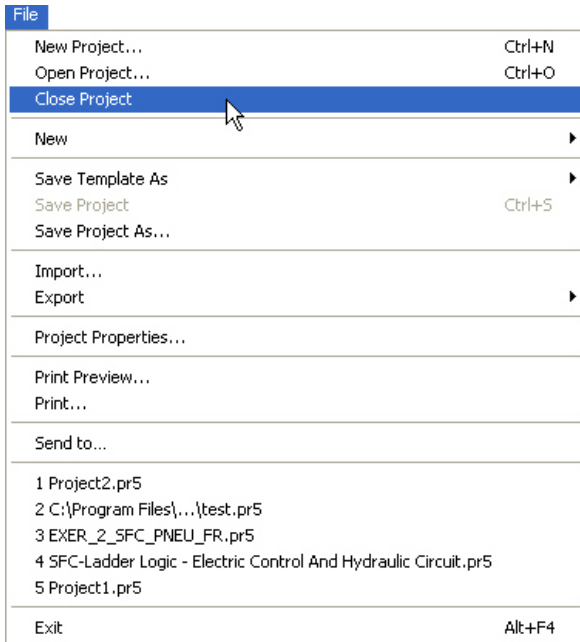 File
New Project... Ctrl+N
Open Project... Ctrl+O
Close Project
New
Save Template As
Save Project Ctrl+S
Save Project As...
Import...
Export
Project Properties...
Print Preview...
Print...
Send to...
1 Project2.pr5
2 C:\Program Files\...\test.pr5
3 EXER_2_SFC_PNEU_FR.pr5
4 SFC-Ladder Logic - Electric Control And Hydraulic Circuit.pr5
5 Project1.pr5
Exit Alt+F4